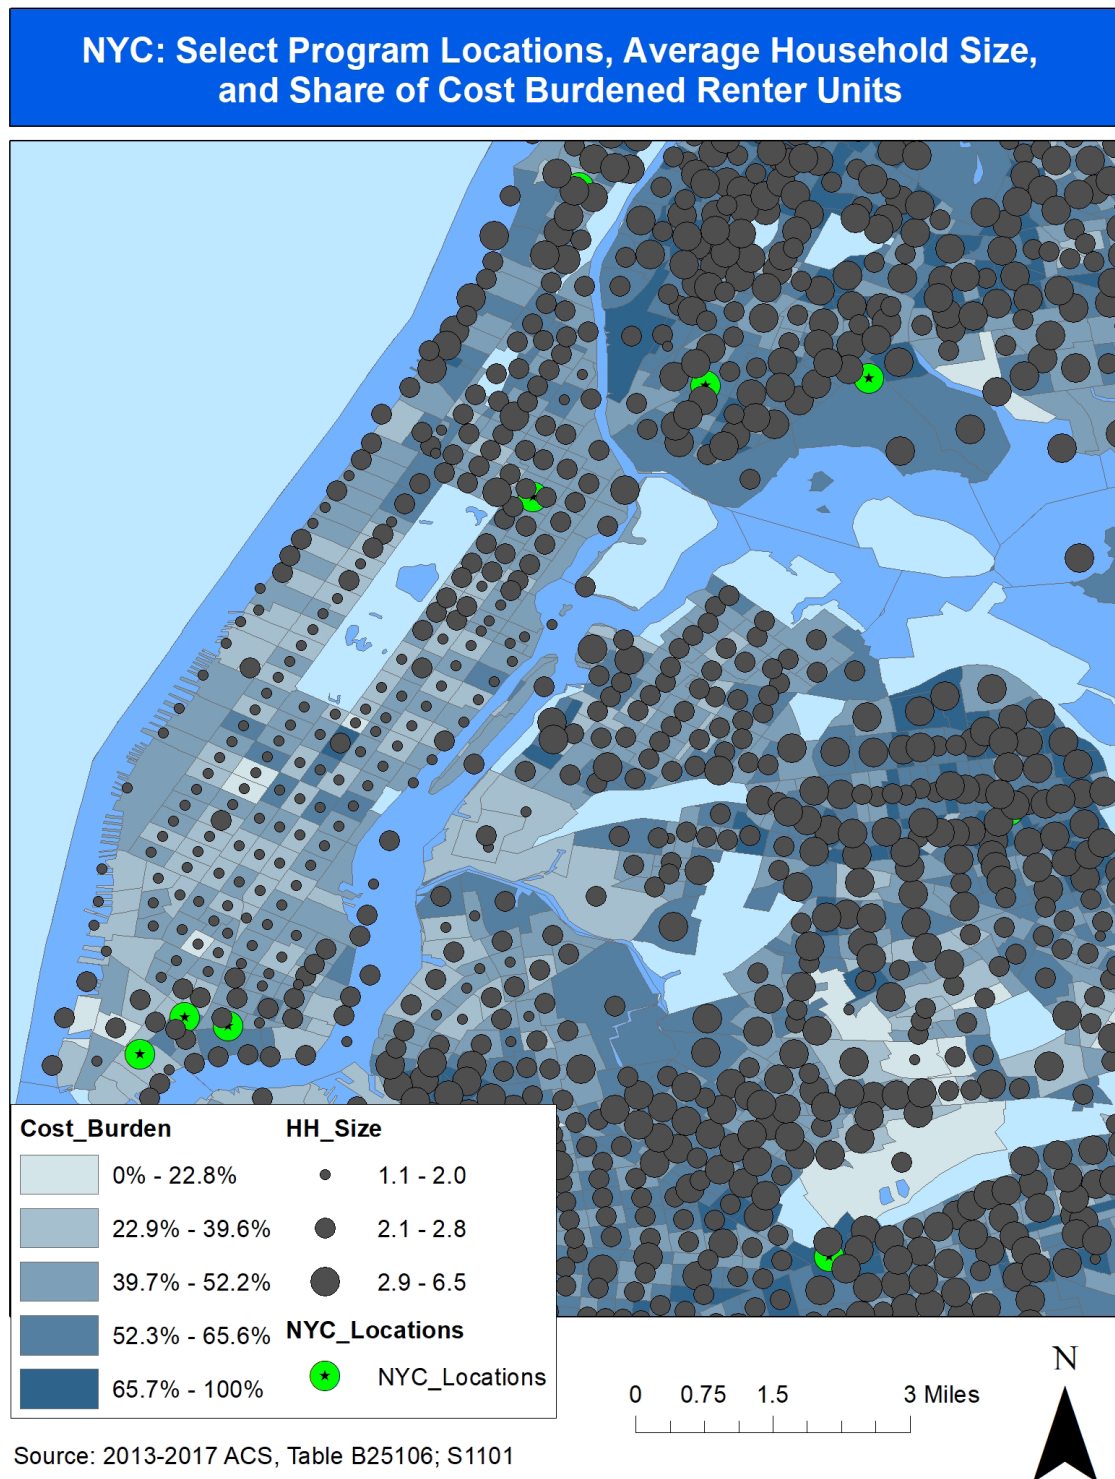 NYC: Select Program Locations, Average Household Size,
and Share of Cost Burdened Renter Units
Cost_Burden
0% - 22.8%
22.9% - 39.6%
39.7% - 52.2%
52.3% - 65.6%
65.7% - 100%
HH_Size
1.1 - 2.0
2.1 - 2.8
2.9 - 6.5
NYC_Locations
NYC_Locations
0 0.75 1.5 3 Miles
N
Source: 2013-2017 ACS, Table B25106; S1101